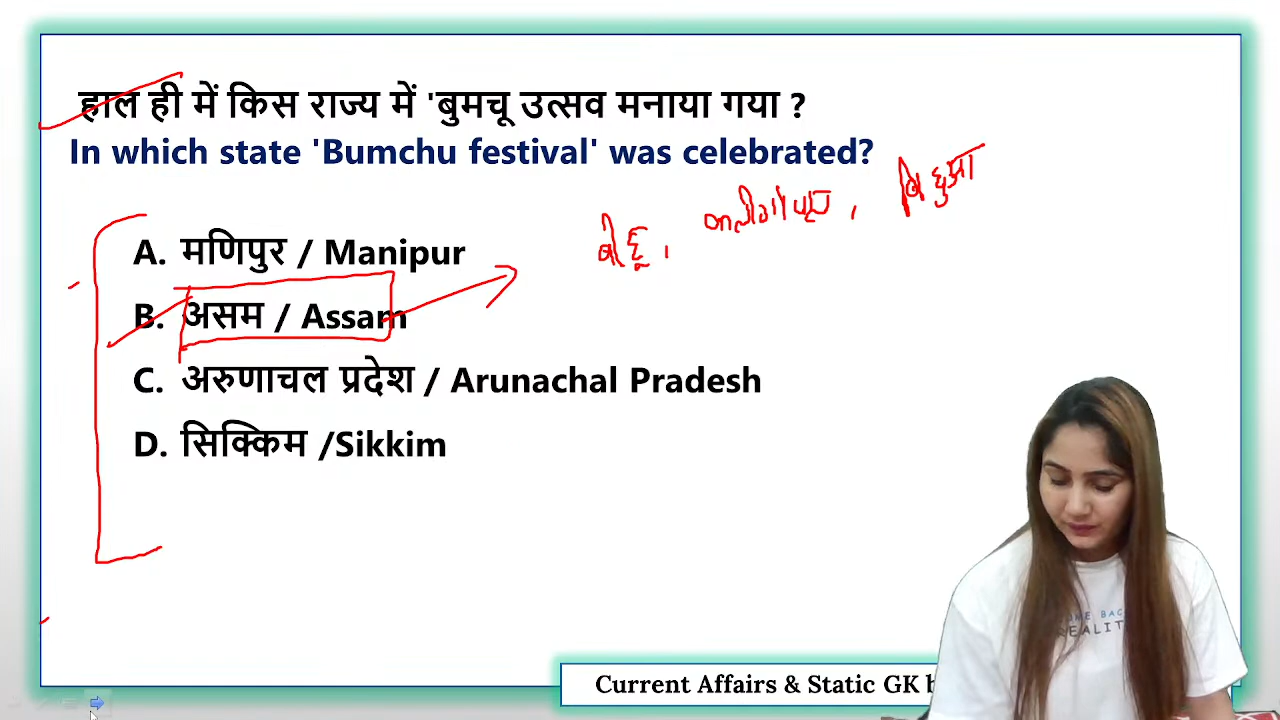 हाल ही में किस राज्य में 'बुमचू उत्सव मनाया गया ?
In which state 'Bumchu festival' was celebrated?
A. मणिपुर / Manipur
B. असम / Assam
C. अरुणाचल प्रदेश / Arunachal Pradesh
D. सिक्किम /Sikkim
REALIT
Current Affairs & Static GK b